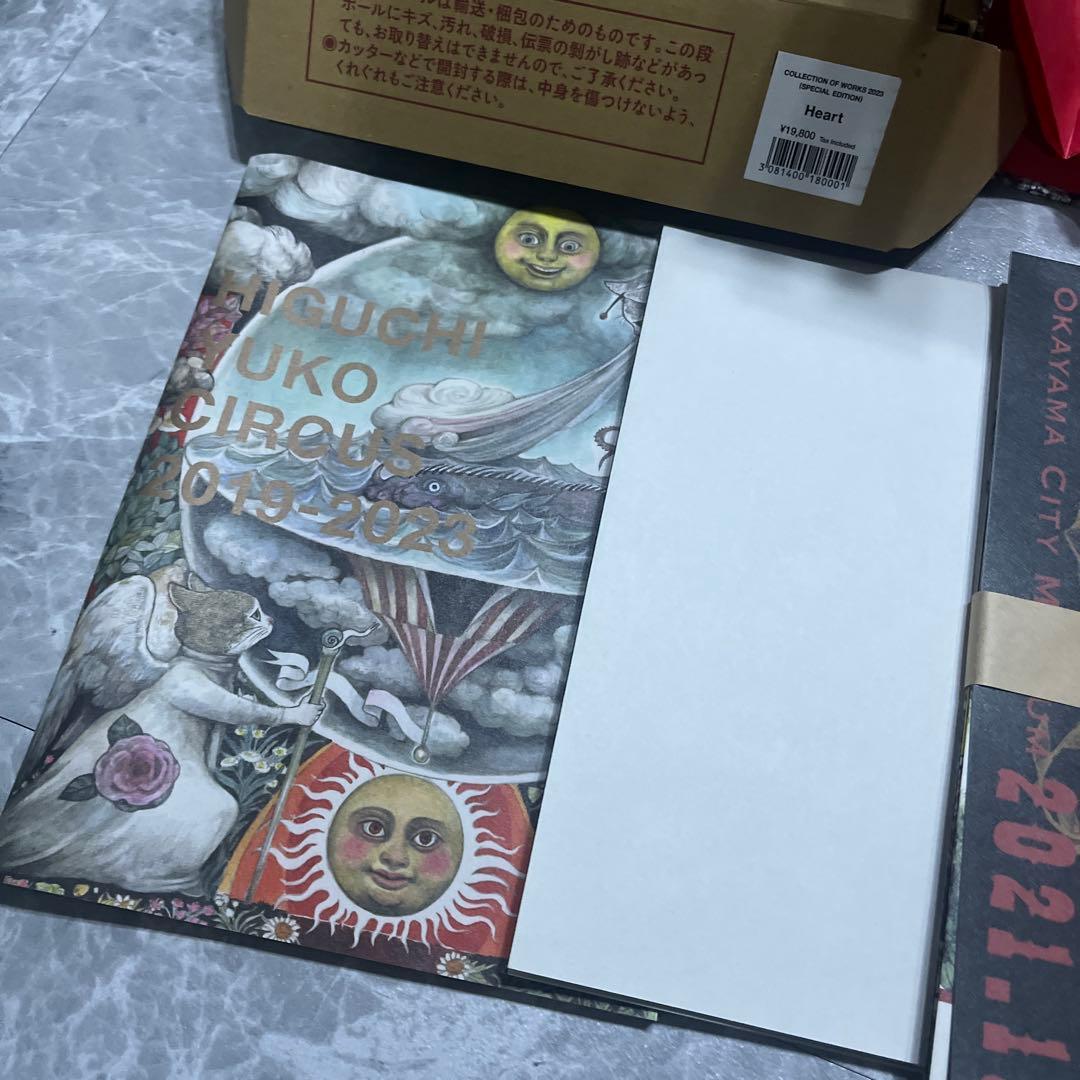 ルは輸送・梱包のためのものです。この段
ボールにキズ、汚れ、破損、伝票の剝がし跡などがあっ
ても、お取り替えはできませんので、ご了承ください。
◉カッターなどで開封する際は、中身を傷つけないよう、
くれぐれもご注意ください。
COLLECTION OF WORKS 2023
(SPECIAL EDITION)
Heart
¥19,800 Tax Included
3 081400 180001
HIGUCHI
YUKO
CIRCUS
2019-2023
OKAYAMA CITY M
UM
2021.1